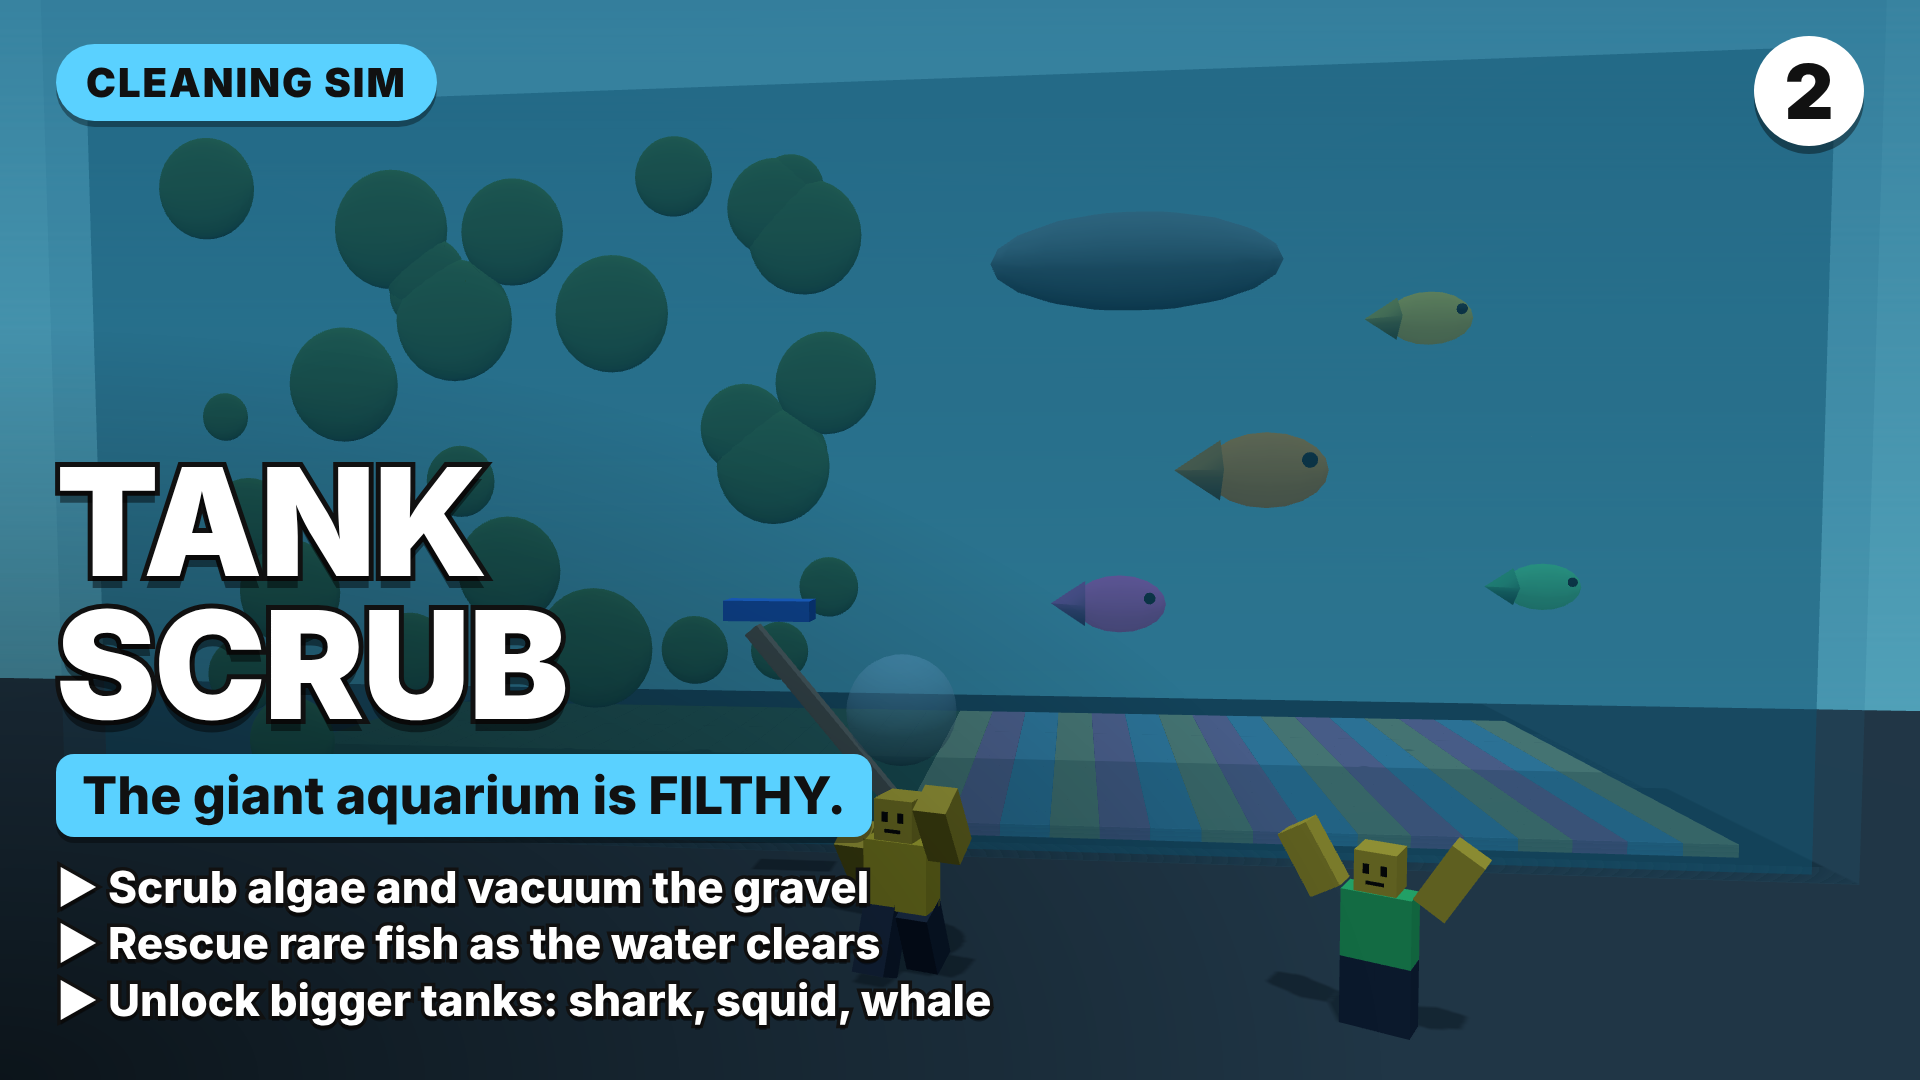 CLEANING SIM
2
TANK
SCRUB
The giant aquarium is FILTHY.
▶ Scrub algae and vacuum the gravel
▶ Rescue rare fish as the water clears
▶ Unlock bigger tanks: shark, squid, whale